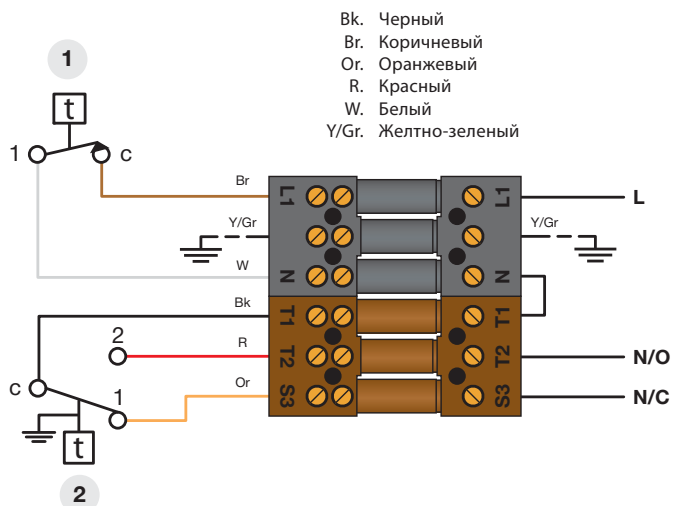 Bk. Черный
Br. Коричневый
Or. Оранжевый
R. Красный
W. Белый
Y/Gr. Желтно-зеленый
1
t
1
c
Br
L1
L1
L
Y/Gr
Y/Gr
W
N
N
Bk
T1
T1
2
R
T2
T2
N/O
c
Or
1
S3
S3
N/C
t
2